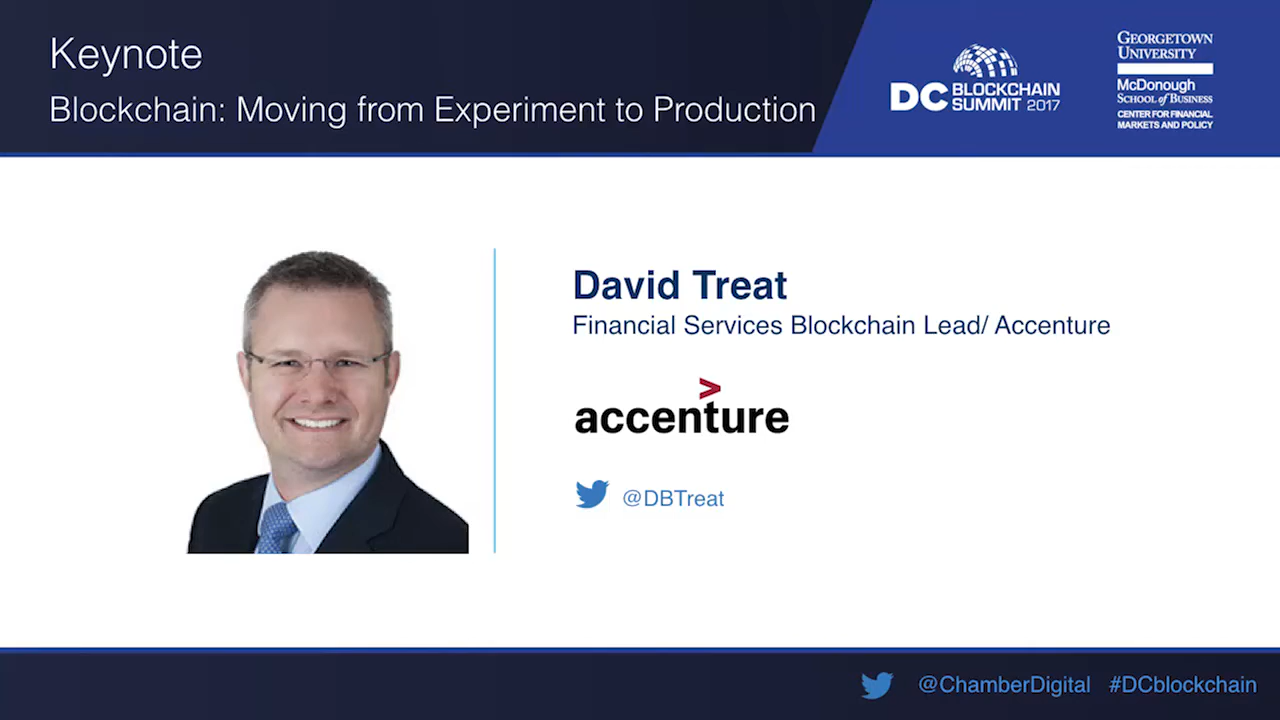 Keynote
Blockchain: Moving from Experiment to Production
DC BLOCKCHAIN
SUMMIT 2017
GEORGETOWN
UNIVERSITY
McDonough
SCHOOL of BUSINESS
CENTER FOR FINANCIAL
MARKETS AND POLICY
David Treat
Financial Services Blockchain Lead/ Accenture
>
accenture
@DBTreat
@ChamberDigital #DCblockchain